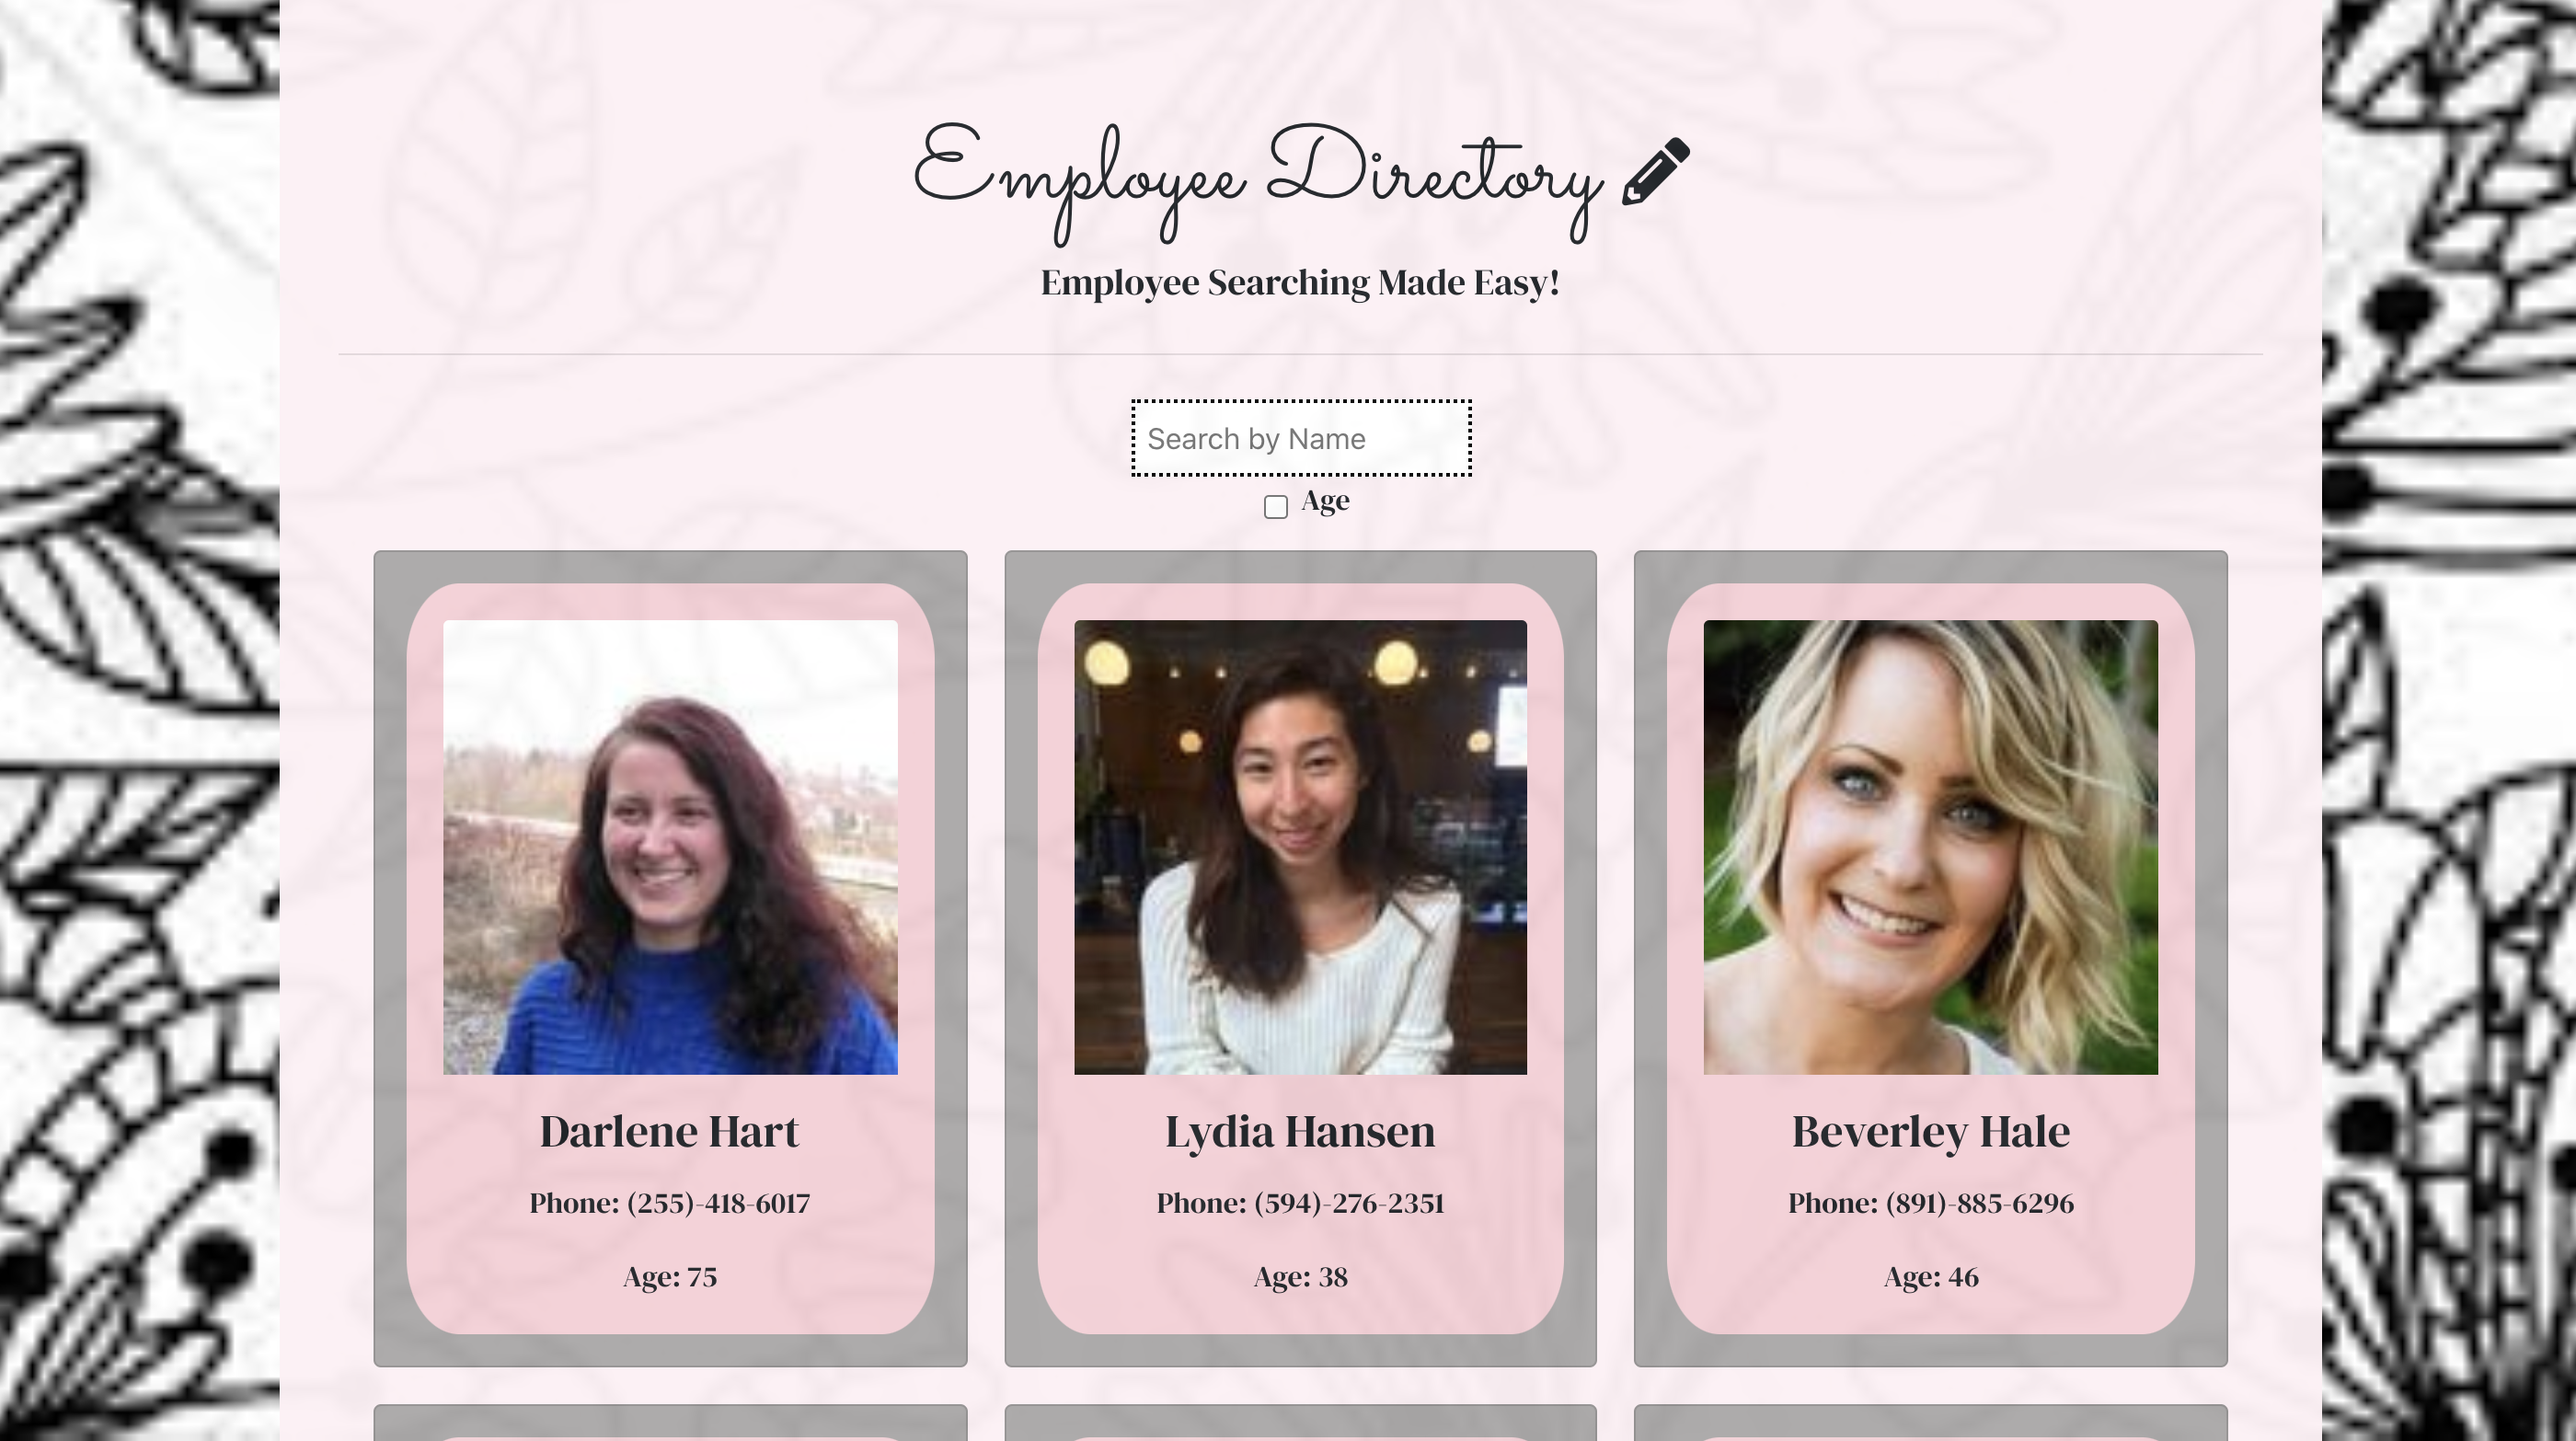 Employee Directory
Employee Searching Made Easy!
Search by Name
Age
Darlene Hart
Phone: (255)-418-6017
Age: 75
Lydia Hansen
Phone: (594)-276-2351
Age: 38
Beverley Hale
Phone: (891)-885-6296
Age: 46